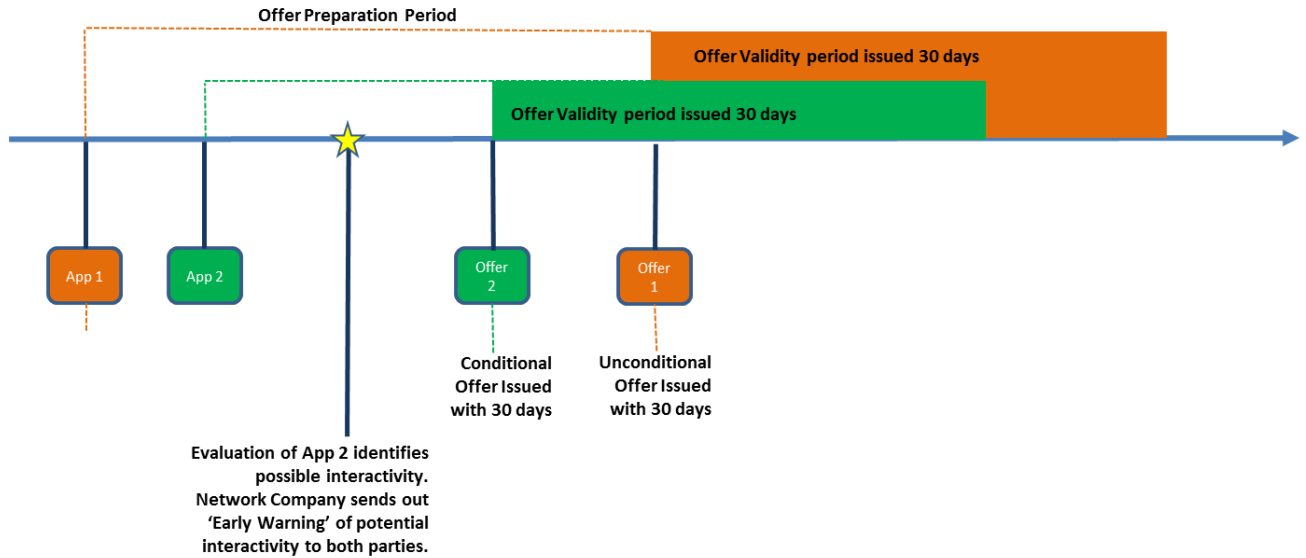 Offer Preparation Period
Offer Validity period issued 30 days
Offer Validity period issued 30 days
App 1
App 2
Offer
2
Offer
1
Conditional
Offer Issued
with 30 days
Unconditional
Offer Issued
with 30 days
Evaluation of App 2 identifies
possible interactivity.
Network Company sends out
‘Early Warning’ of potential
interactivity to both parties.